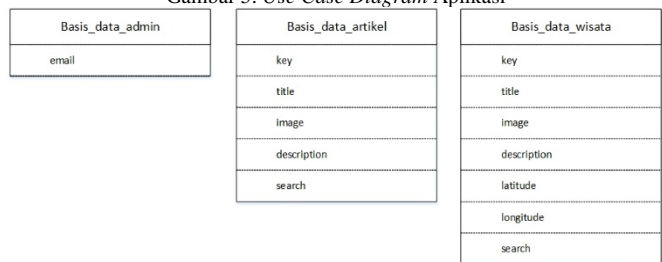 Gambar 3. Use Case Diagram Aplikasi
Basis_data_admin
email
Basis_data_artikel
key
title
image
description
search
Basis_data_wisata
key
title
image
description
latitude
longitude
search